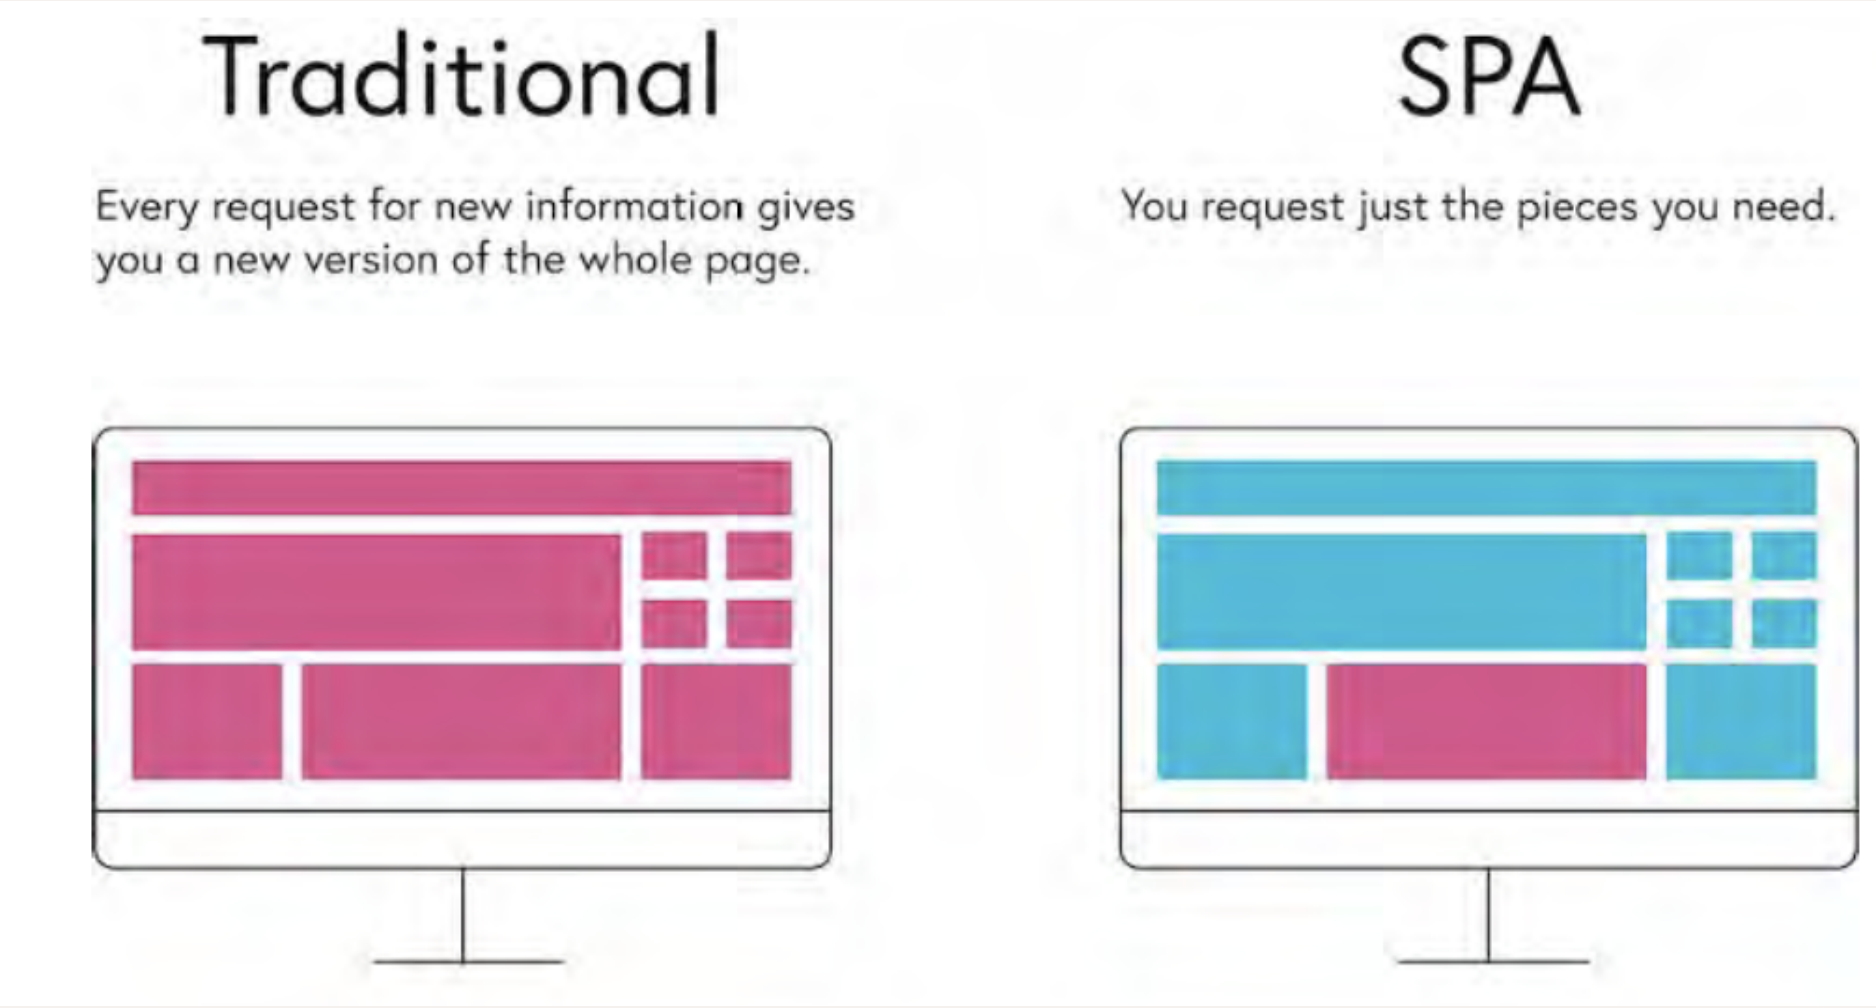 Traditional
Every request for new information gives
you a new version of the whole page.
SPA
You request just the pieces you need.